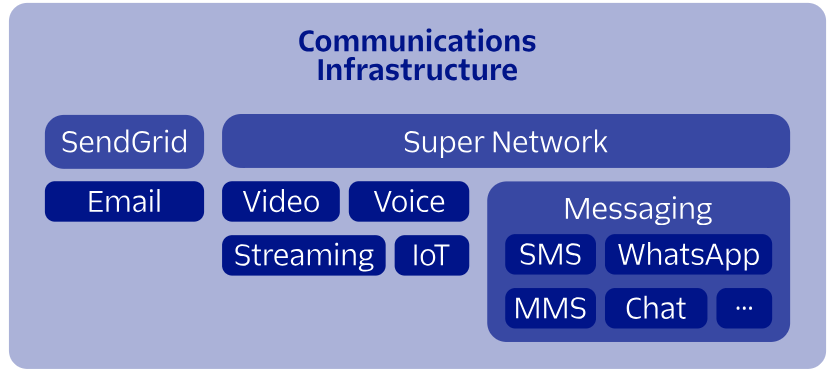 Communications
Infrastructure
SendGrid
Super Network
Email
Video
Voice
Messaging
Streaming
IoT
SMS
WhatsApp
MMS
Chat
...